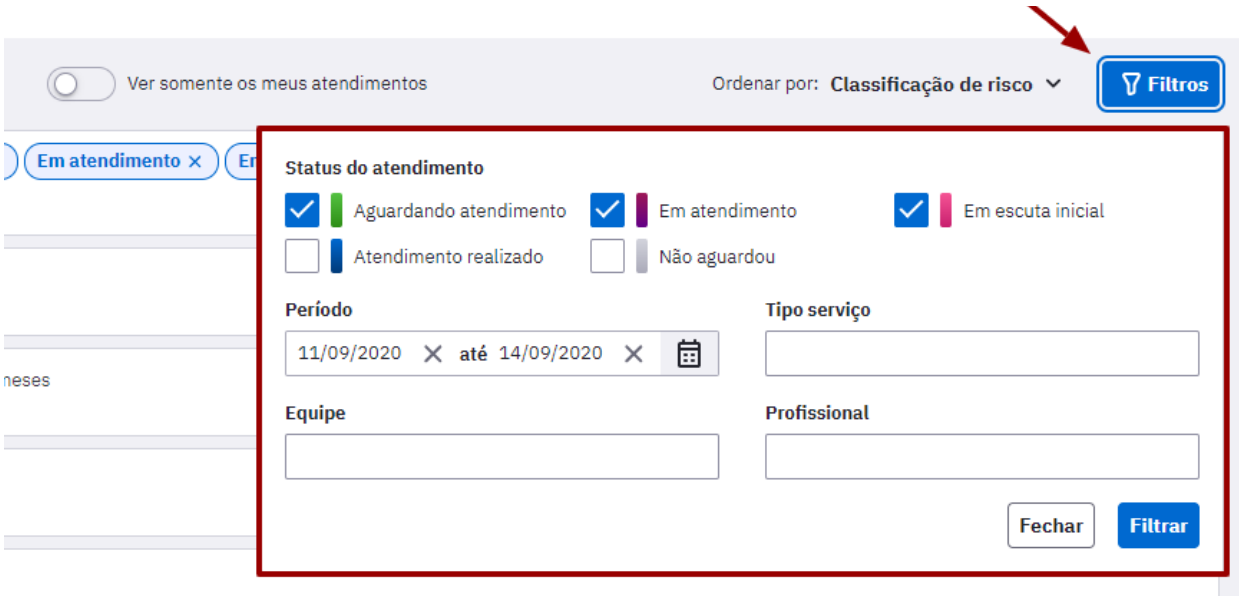 Ver somente os meus atendimentos
Ordenar por: Classificação de risco
Filtros
Em atendimento ×
Status do atendimento
Aguardando atendimento
Em atendimento
Em escuta inicial
Atendimento realizado
Não aguardou
Período
Tipo serviço
11/09/2020 × até 14/09/2020 ×
Equipe
Profissional
Fechar
Filtrar